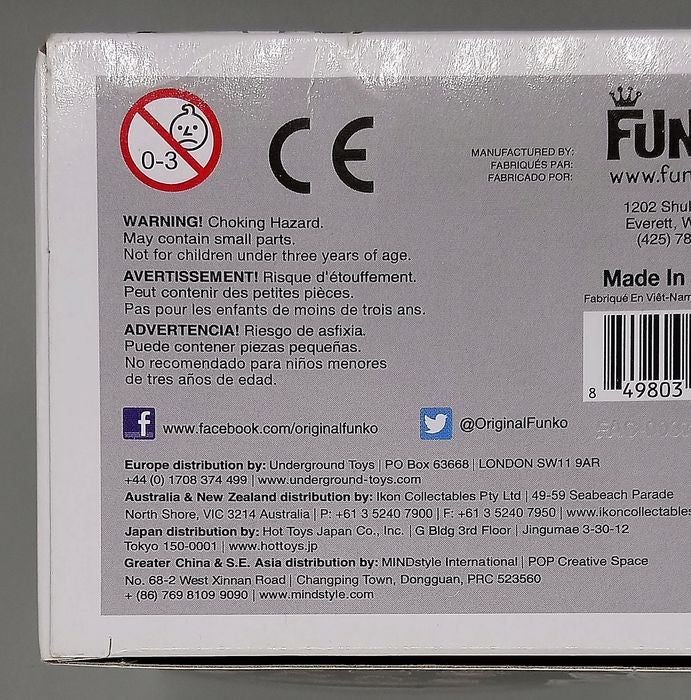 0-3
CE
MANUFACTURED BY:
FABRIQUÉS PAR:
FABRICADO POR:
FUN
www.fun
1202 Shul
Everett, W
(425) 78
Made In
Fabriqué En Viêt-Nam
8 49803
WARNING! Choking Hazard.
May contain small parts.
Not for children under three years of age.
AVERTISSEMENT! Risque d'étouffement.
Peut contenir des petites pièces.
Pas pour les enfants de moins de trois ans.
ADVERTENCIA! Riesgo de asfixia.
Puede contener piezas pequeñas.
No recomendado para niños menores
de tres años de edad.
f www.facebook.com/originalfunko
@OriginalFunko
Europe distribution by: Underground Toys | PO Box 63668 | LONDON SW11 9AR
+44 (0) 1708 374 499 | www.underground-toys.com
Australia & New Zealand distribution by: Ikon Collectables Pty Ltd | 49-59 Seabeach Parade
North Shore, VIC 3214 Australia | P: +61 3 5240 7900 | F: +61 3 5240 7950 | www.ikoncollectables
Japan distribution by: Hot Toys Japan Co., Inc. | G Bldg 3rd Floor | Jingumae 3-30-12
Tokyo 150-0001 | www.hottoys.jp
Greater China & S.E. Asia distribution by: MINDstyle International | POP Creative Space
No. 68-2 West Xinnan Road | Changping Town, Dongguan, PRC 523560
+ (86) 769 8109 9090 | www.mindstyle.com